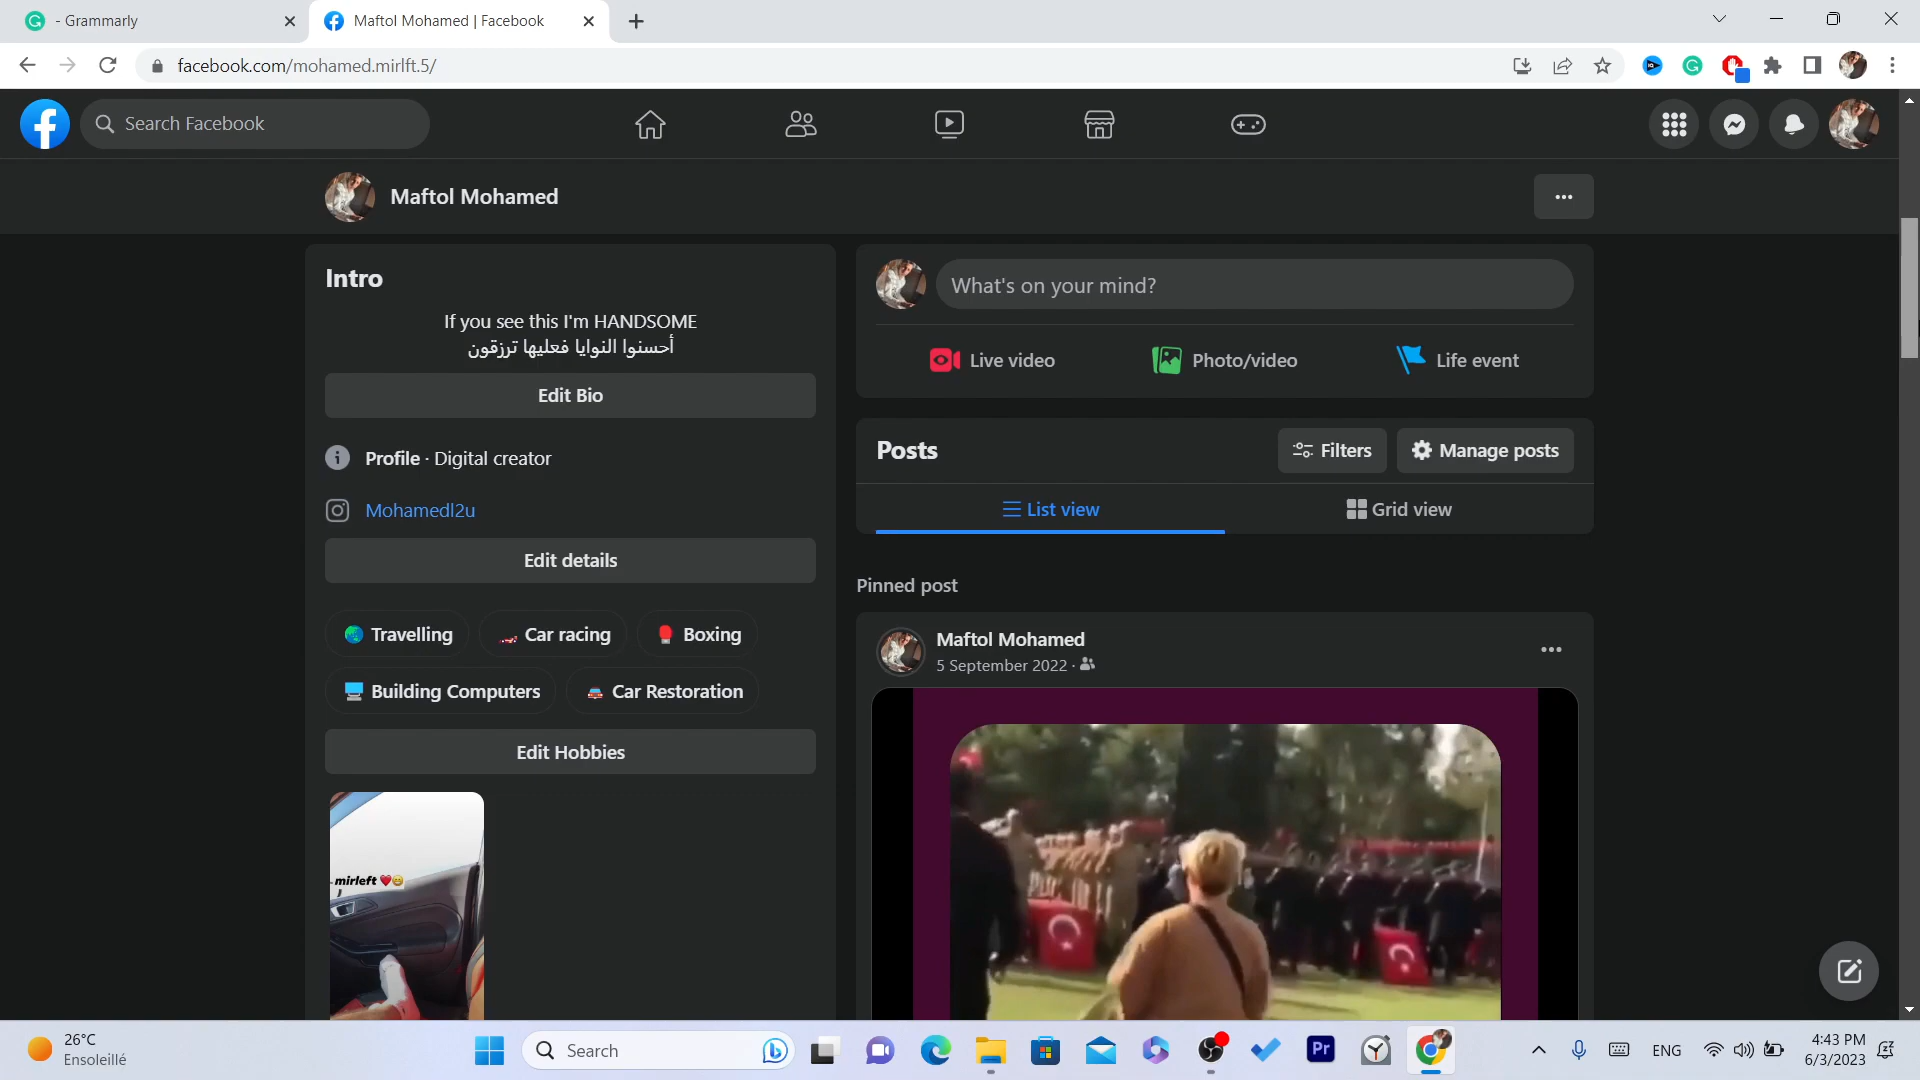 - Grammarly
Maftol Mohamed | Facebook
facebook.com/mohamed.mirlft.5/
Search Facebook
Maftol Mohamed
Intro
If you see this I'm HANDSOME
أحسنوا النوايا فعليها ترزقون
Edit Bio
Profile · Digital creator
Mohamedl2u
Edit details
Travelling
Car racing
Boxing
Building Computers
Car Restoration
Edit Hobbies
mirleft ❤️😄
What's on your mind?
Live video
Photo/video
Life event
Posts
Filters
Manage posts
List view
Grid view
Pinned post
Maftol Mohamed
5 September 2022 ·
26°C
Ensoleillé
Search
Pr
ENG
4:43 PM
6/3/2023